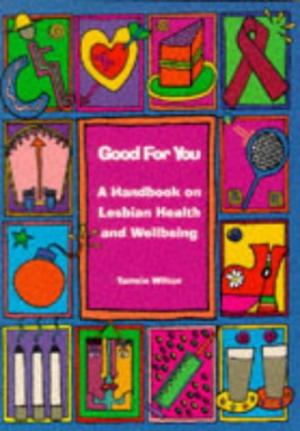 Good For You
A Handbook on
Lesbian Health
and Wellbeing
Tamsin Wilton